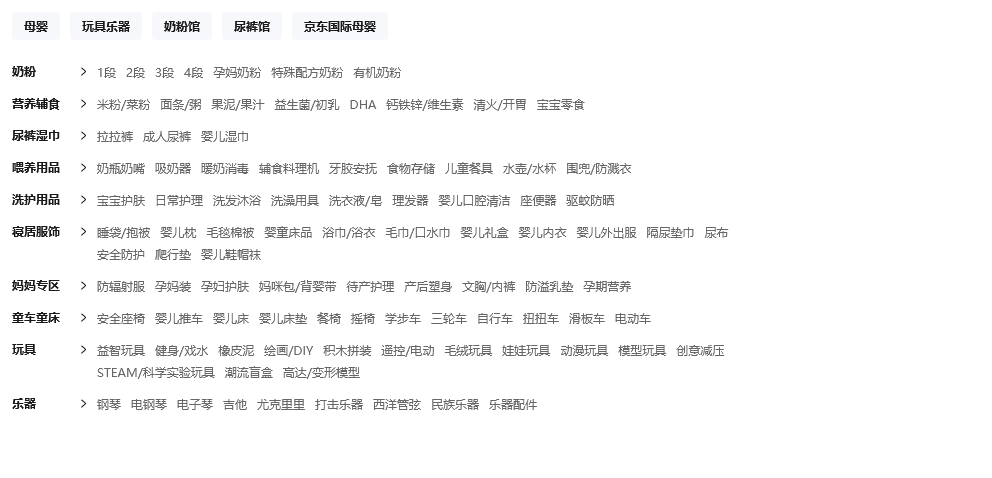 母婴 玩具乐器 奶粉馆 尿裤馆 京东国际母婴
奶粉 > 1段 2段 3段 4段 孕妈奶粉 特殊配方奶粉 有机奶粉
营养辅食 > 米粉/菜粉 面条/粥 果泥/果汁 益生菌/初乳 DHA 钙铁锌/维生素 清火/开胃 宝宝零食
尿裤湿巾 > 拉拉裤 成人尿裤 婴儿湿巾
喂养用品 > 奶瓶奶嘴 吸奶器 暖奶消毒 辅食料理机 牙胶安抚 食物存储 儿童餐具 水壶/水杯 围兜/防溅衣
洗护用品 > 宝宝护肤 日常护理 洗发沐浴 洗澡用具 洗衣液/皂 理发器 婴儿口腔清洁 座便器 驱蚊防晒
寝居服饰 > 睡袋/抱被 婴儿枕 毛毯棉被 婴童床品 浴巾/浴衣 毛巾/口水巾 婴儿礼盒 婴儿内衣 婴儿外出服 隔尿垫巾 尿布
安全防护 爬行垫 婴儿鞋帽袜
妈妈专区 > 防辐射服 孕妈装 孕妇护肤 妈咪包/背婴带 待产护理 产后塑身 文胸/内裤 防溢乳垫 孕期营养
童车童床 > 安全座椅 婴儿推车 婴儿床 婴儿床垫 餐椅 摇椅 学步车 三轮车 自行车 扭扭车 滑板车 电动车
玩具 > 益智玩具 健身/戏水 橡皮泥 绘画/DIY 积木拼装 遥控/电动 毛绒玩具 娃娃玩具 动漫玩具 模型玩具 创意减压
STEAM/科学实验玩具 潮流盲盒 高达/变形模型
乐器 > 钢琴 电钢琴 电子琴 吉他 尤克里里 打击乐器 西洋管弦 民族乐器 乐器配件